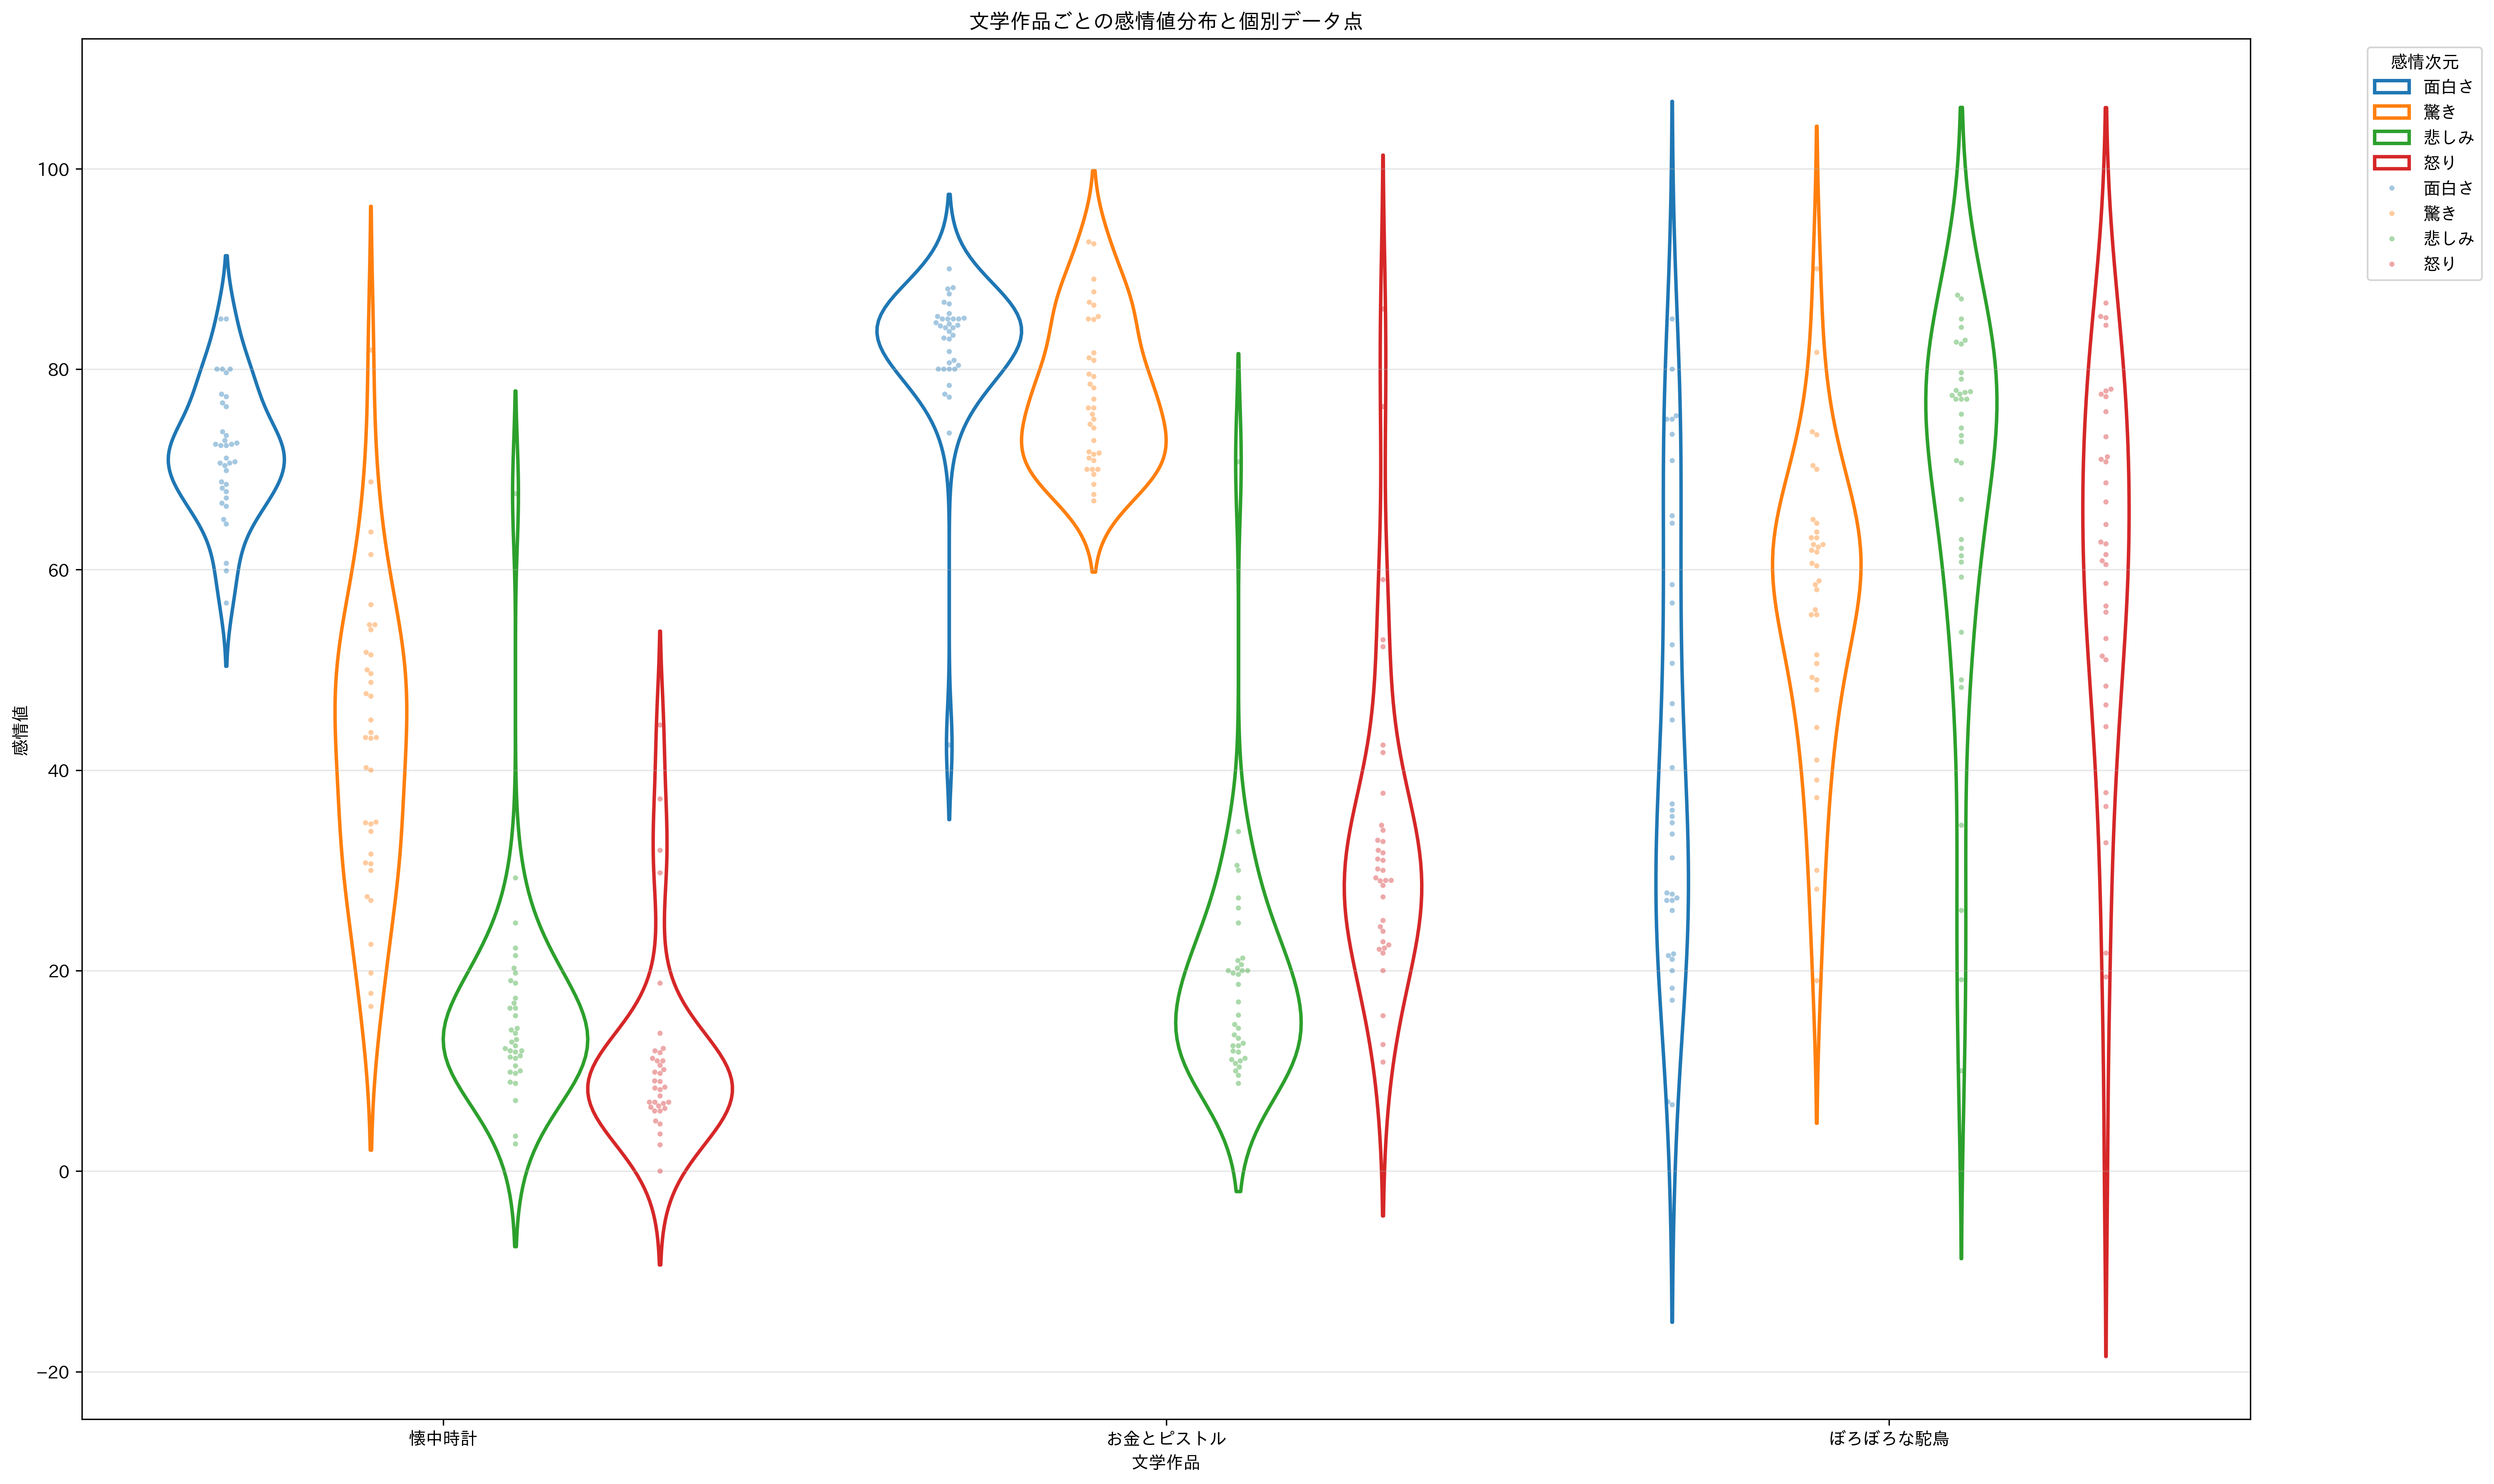 文学作品ごとの感情値分布と個別データ点
感情値
100
80
60
40
20
0
−20
懐中時計
お金とピストル
ぼろぼろな駝鳥
文学作品
感情次元
面白さ
驚き
悲しみ
怒り
面白さ
驚き
悲しみ
怒り